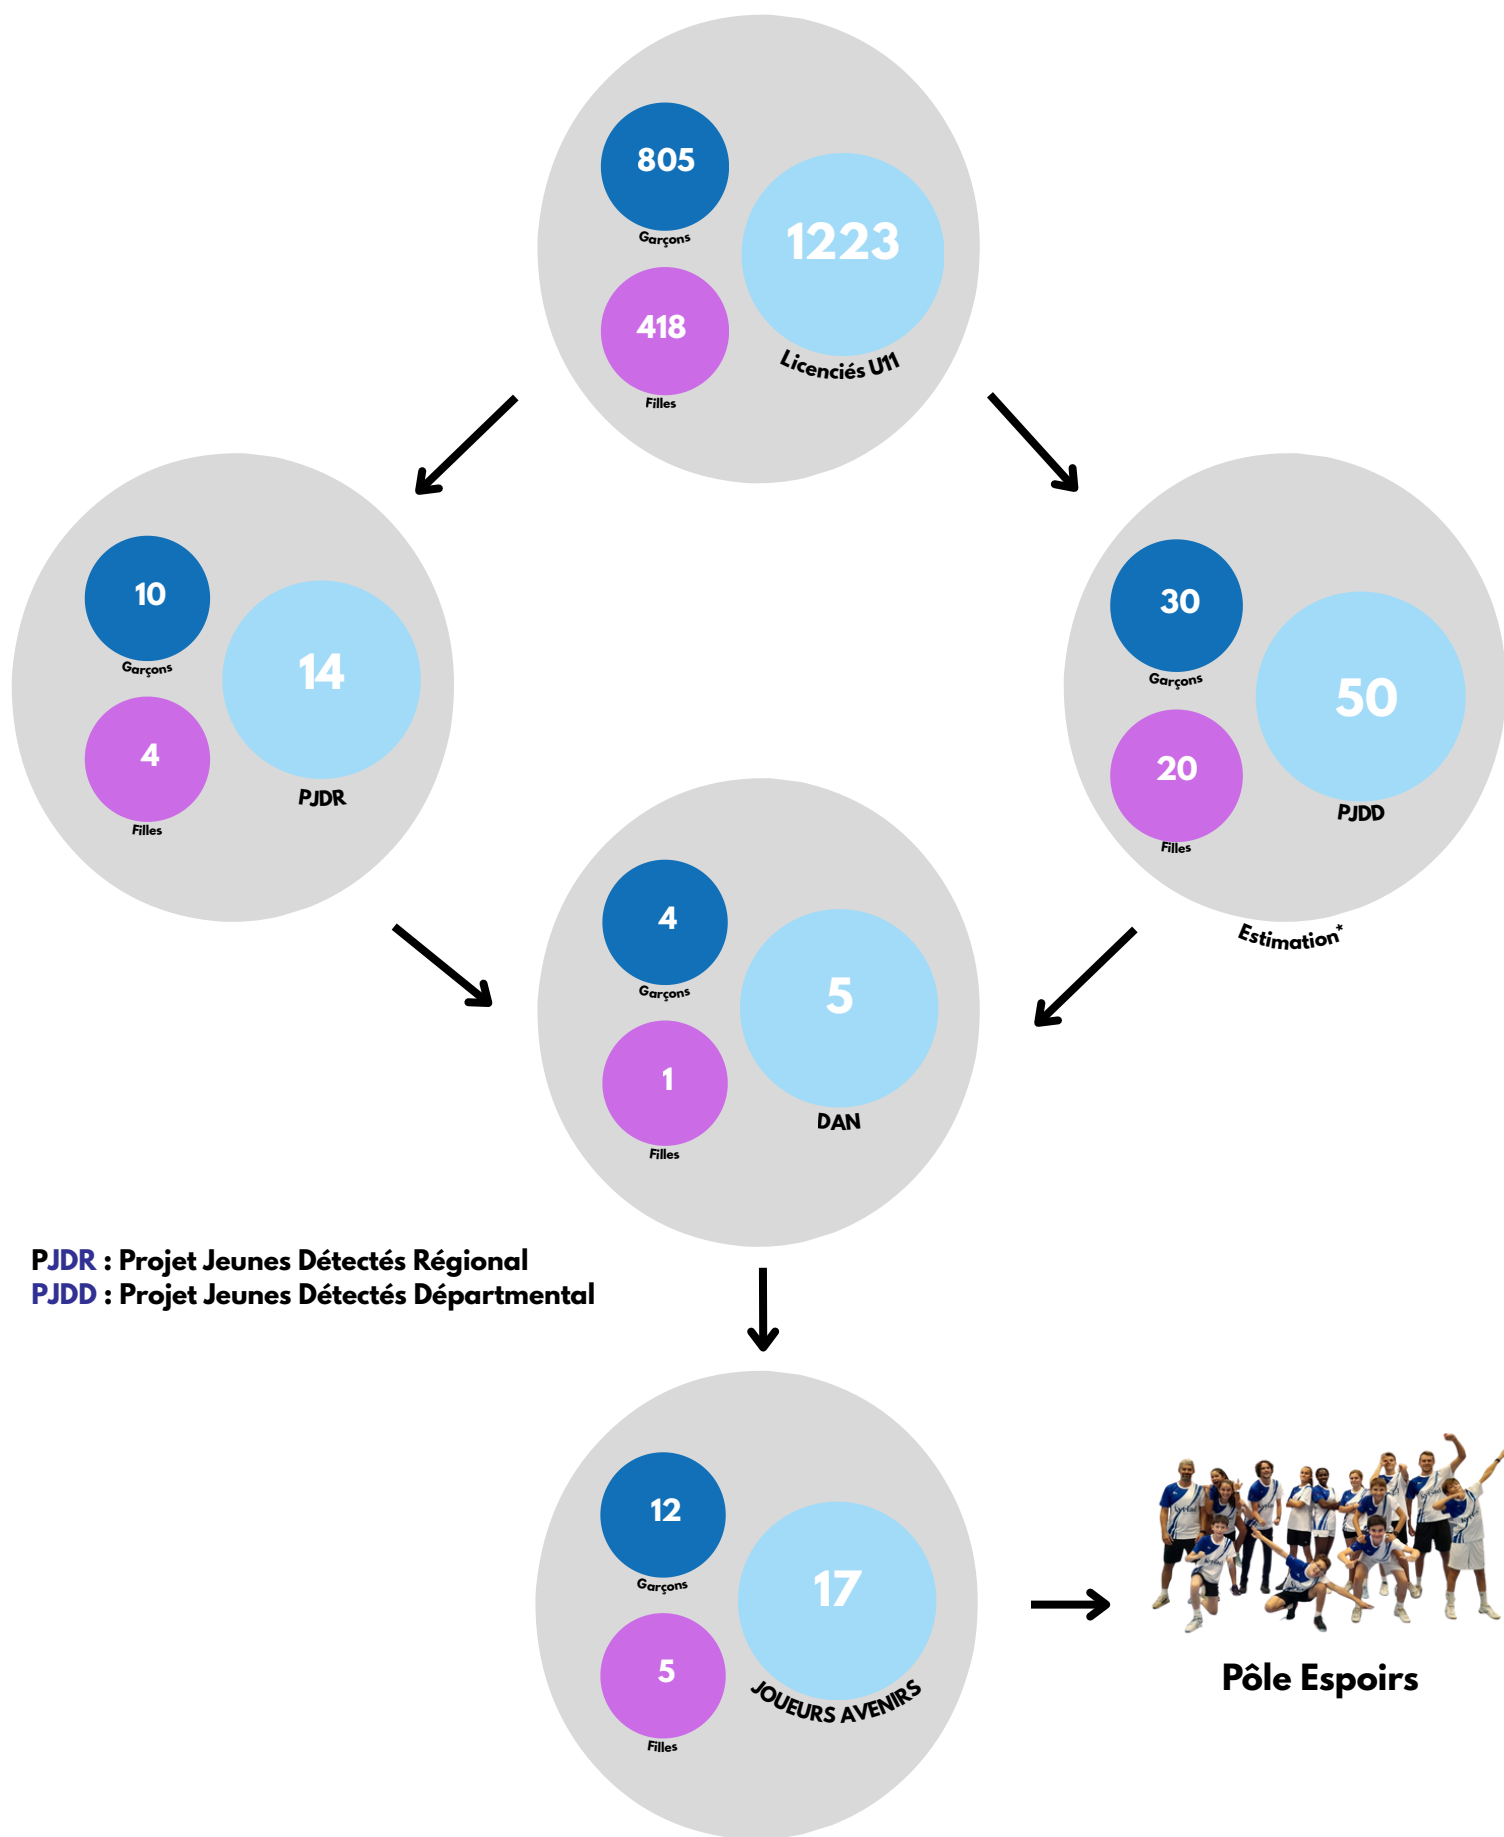 805
Garçons
1223
418
Licenciés U11
Filles
10
Garçons
14
4
PJDR
Filles
30
Garçons
50
20
PJDD
Filles
Estimation*
4
Garçons
5
1
DAN
Filles
PJDR : Projet Jeunes Détectés Régional
PJDD : Projet Jeunes Détectés Départmental
12
Garçons
17
5
JOUEURS AVENIRS
Filles
Pôle Espoirs